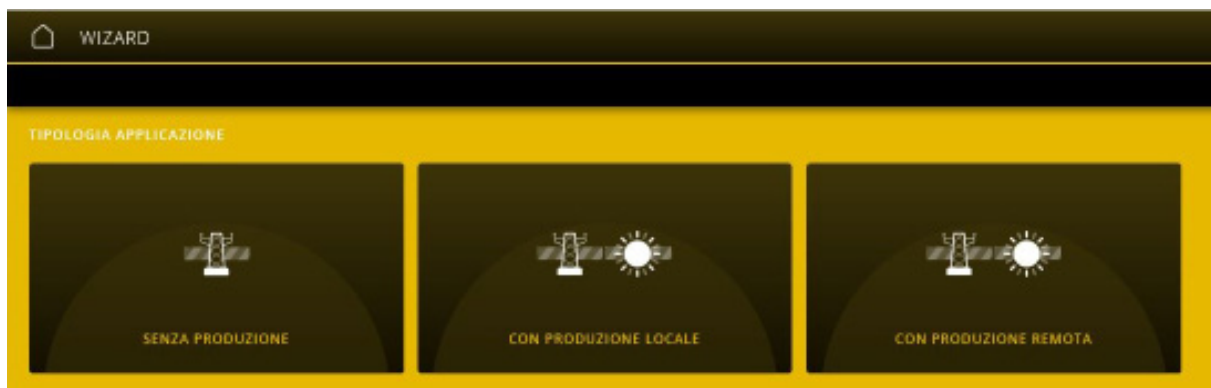 WIZARD
TIPOLOGIA APPLICAZIONE
SENZA PRODUZIONE
CON PRODUZIONE LOCALE
CON PRODUZIONE REMOTA